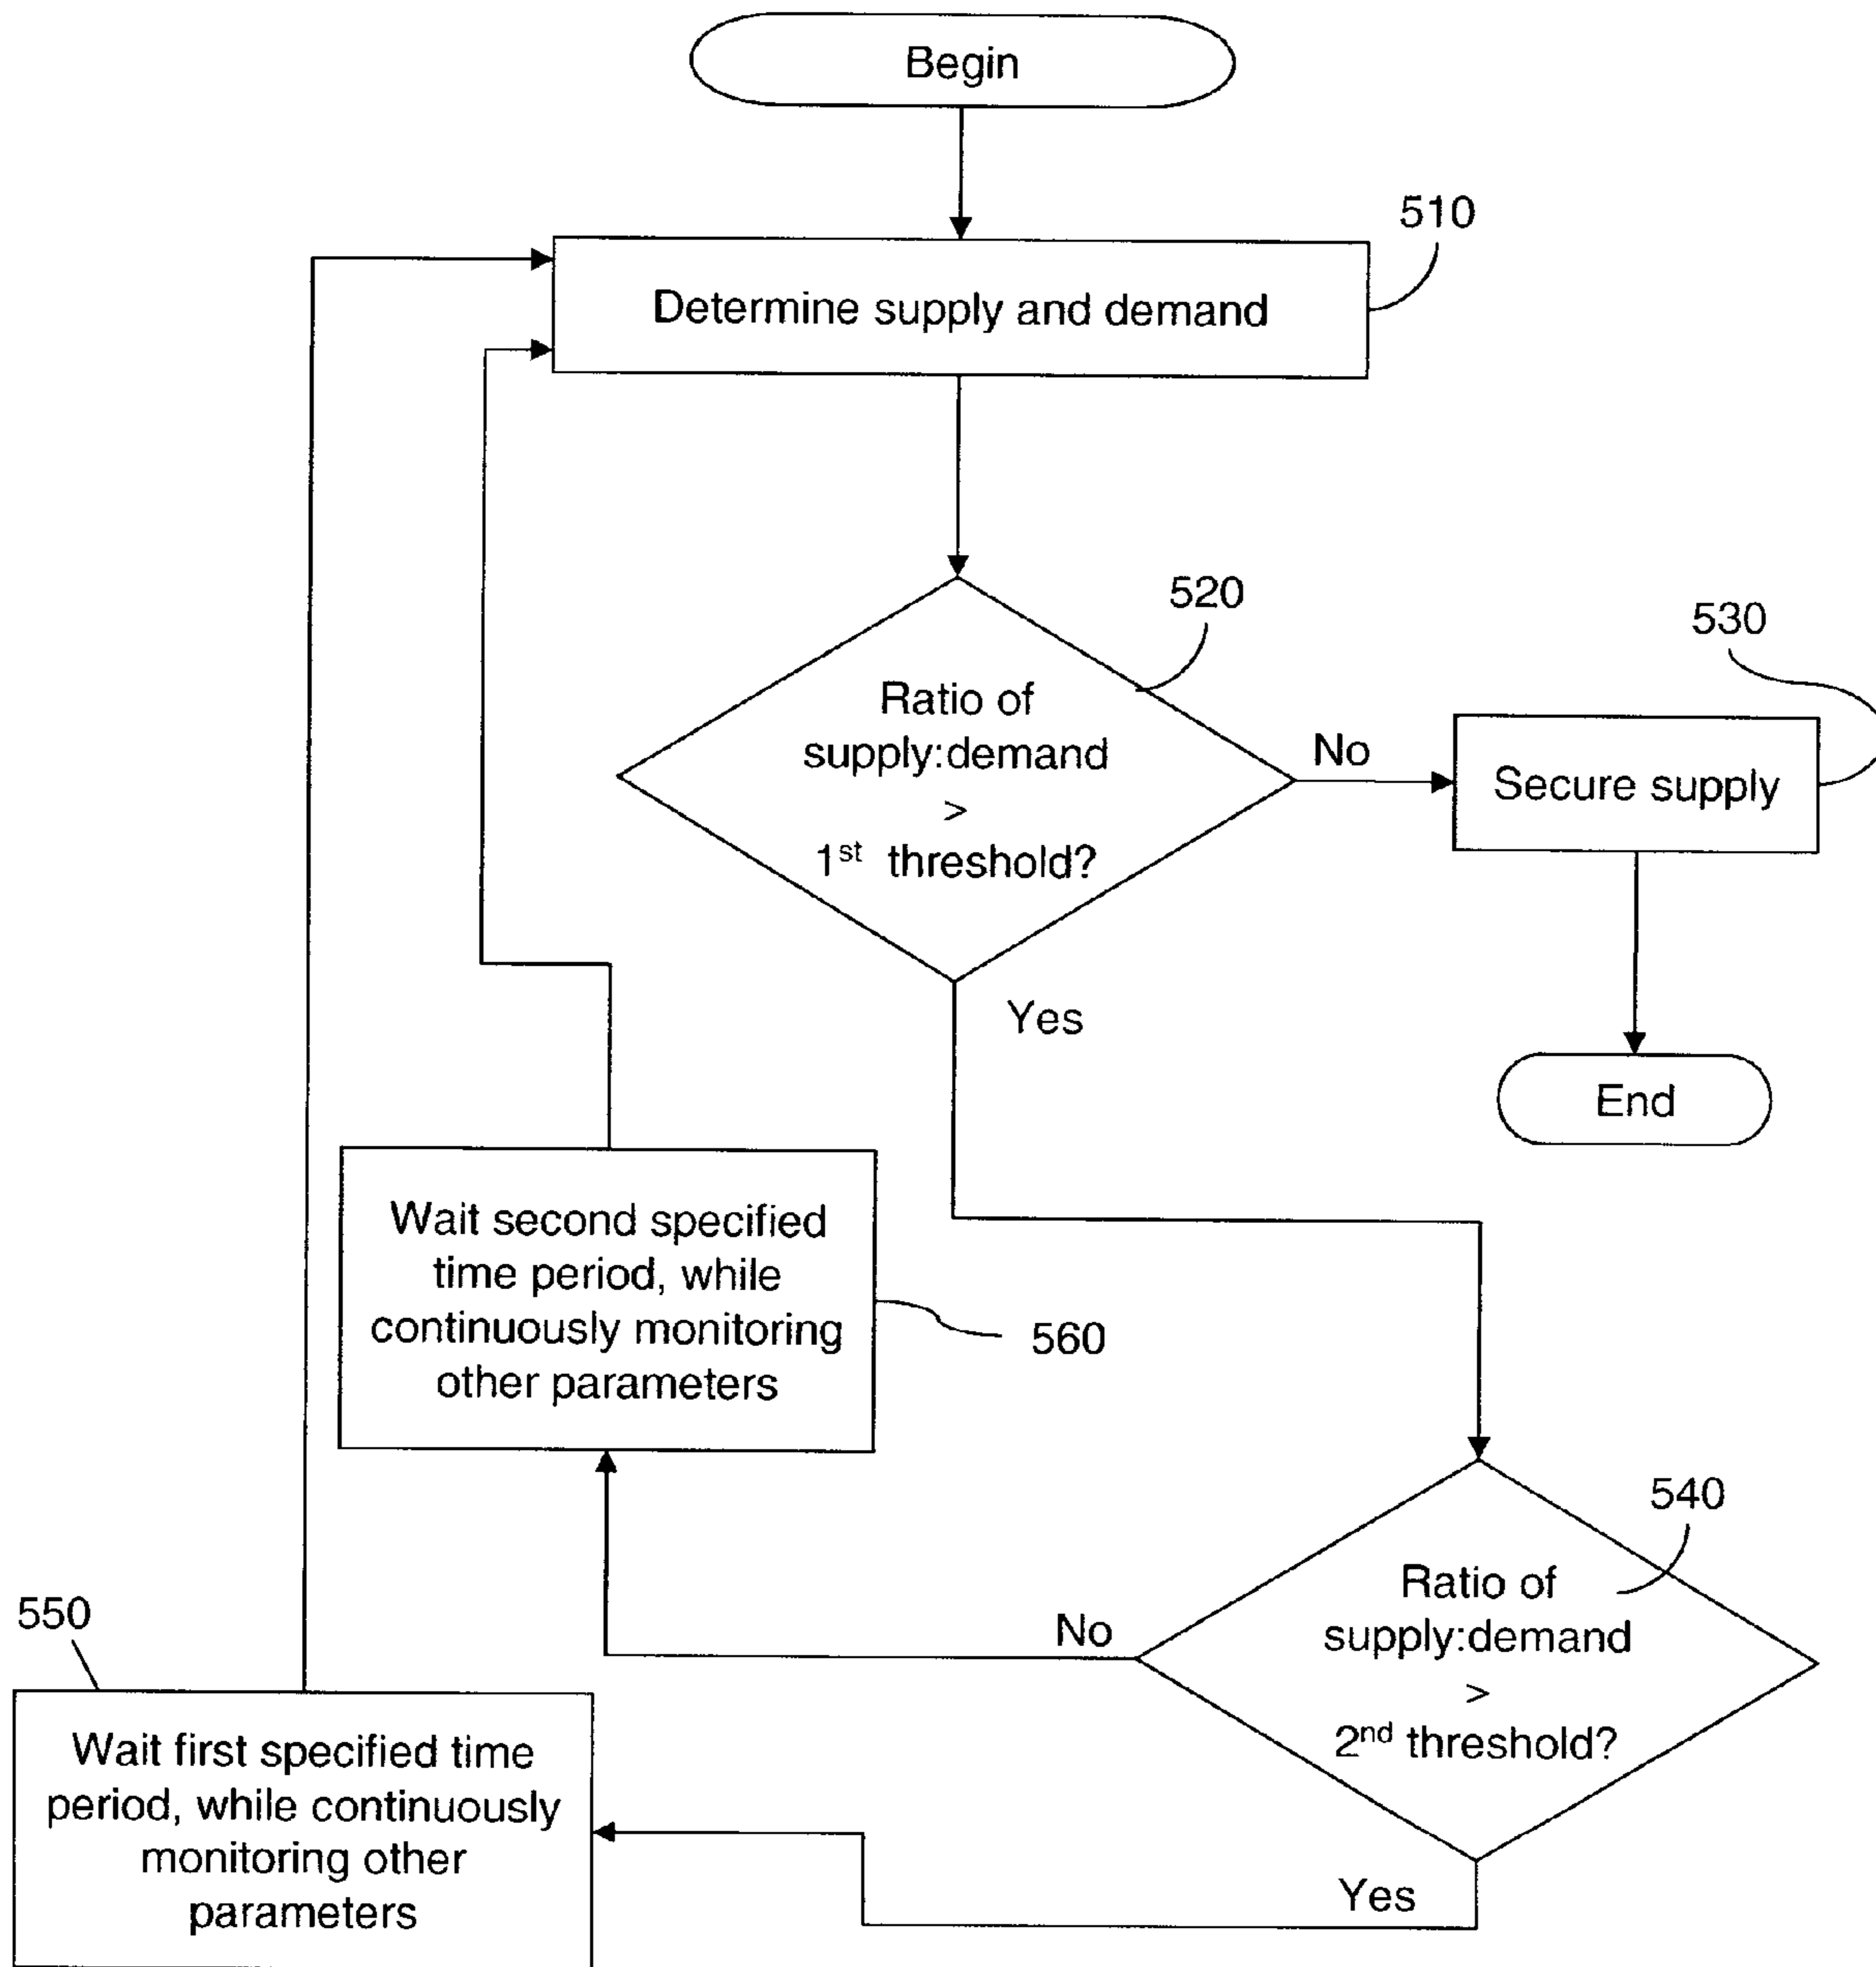 Begin
510
Determine supply and demand
520
530
Ratio of
supply:demand
>
1st threshold?
No
Secure supply
Yes
End
Wait second specified
time period, while
continuously monitoring
other parameters
560
540
Ratio of
supply:demand
>
2nd threshold?
No
550
Wait first specified time
period, while continuously
monitoring other
parameters
Yes